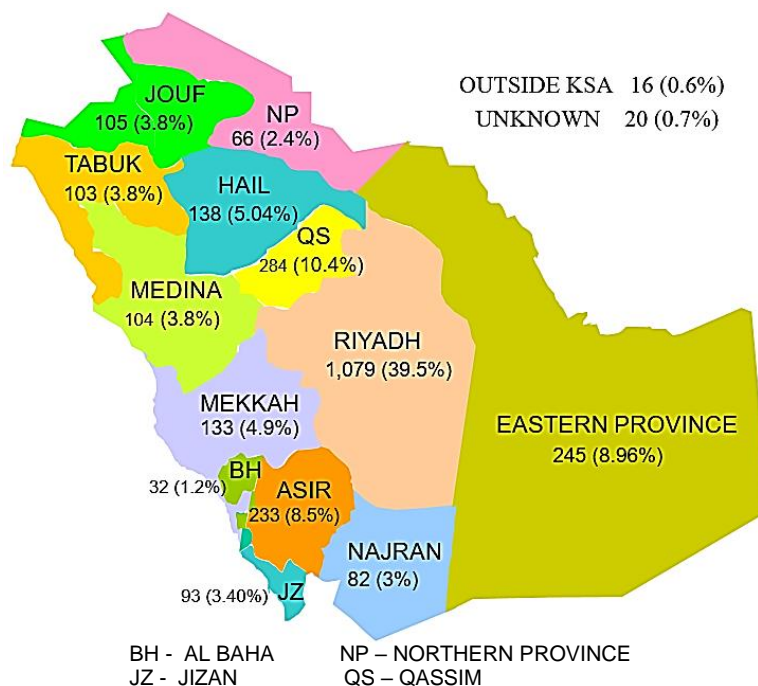 OUTSIDE KSA 16 (0.6%)
UNKNOWN 20 (0.7%)
JOUF
105 (3.8%)
NP
66 (2.4%)
TABUK
103 (3.8%)
HAIL
138 (5.04%)
QS
284 (10.4%)
MEDINA
104 (3.8%)
RIYADH
1,079 (39.5%)
MEKKAH
133 (4.9%)
EASTERN PROVINCE
245 (8.96%)
BH
32 (1.2%)
ASIR
233 (8.5%)
NAJRAN
82 (3%)
93 (3.40%)
JZ
BH - AL BAHA NP – NORTHERN PROVINCE
JZ - JIZAN QS – QASSIM